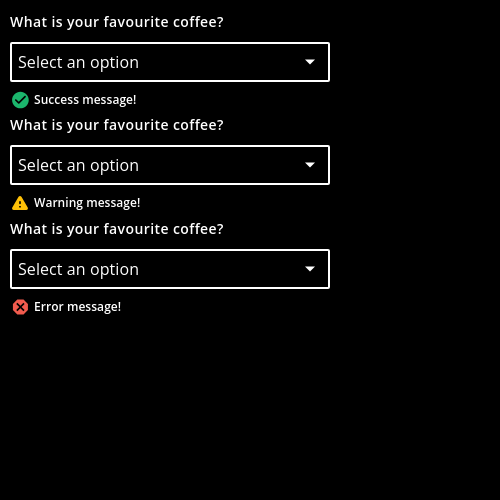 What is your favourite coffee?
Select an option
Success message!
What is your favourite coffee?
Select an option
Warning message!
What is your favourite coffee?
Select an option
Error message!